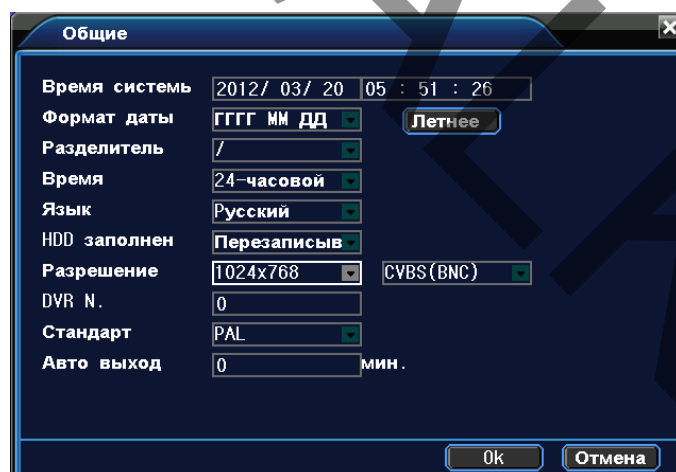 Общие
Время системь 2012/ 03/ 20 05 : 51 : 26
Формат даты ГГГГ ММ ДД Летнее
Разделитель /
Время 24-часовой
Язык Русский
HDD заполнен Перезаписыв
Разрешение 1024x768 CVBS(BNC)
DVR N. 0
Стандарт PAL
Авто выход 0 мин.
Ok Отмена